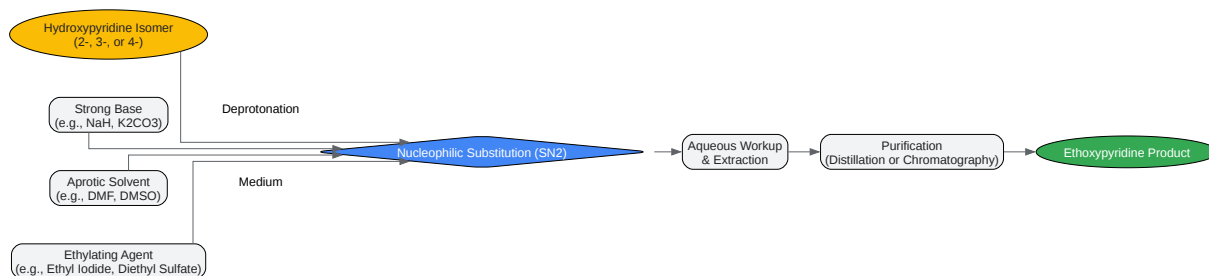 Hydroxypyridine Isomer
(2-, 3-, or 4-)
Strong Base
(e.g., NaH, K2CO3)
Deprotonation
Aprotic Solvent
(e.g., DMF, DMSO)
Medium
Ethylating Agent
(e.g., Ethyl Iodide, Diethyl Sulfate)
Nucleophilic Substitution (SN2)
Aqueous Workup
& Extraction
Purification
(Distillation or Chromatography)
Ethoxypyridine Product